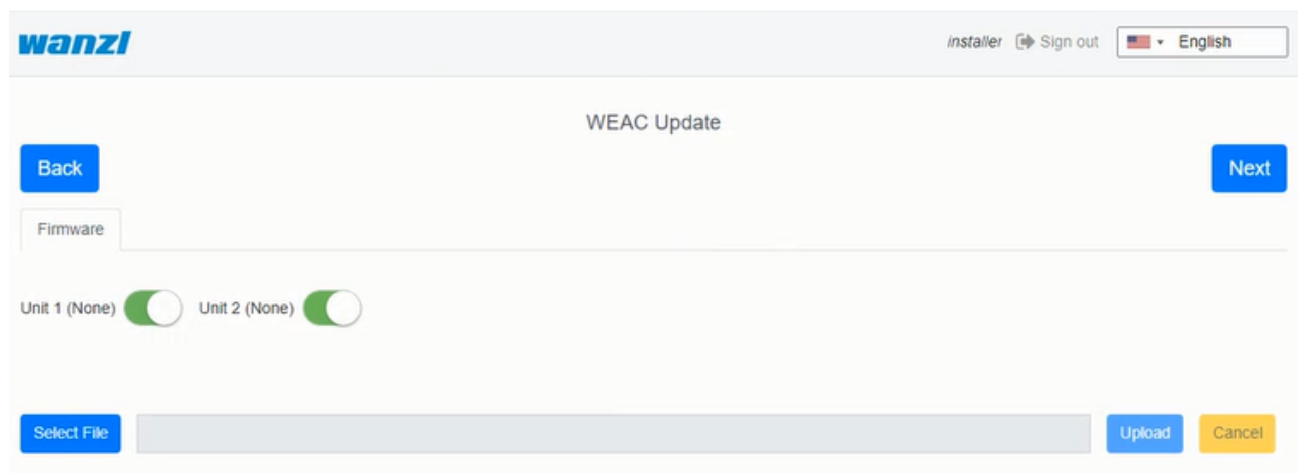 wanzl
installer Sign out English
WEAC Update
Back Next
Firmware
Unit 1 (None) Unit 2 (None)
Select File Upload Cancel